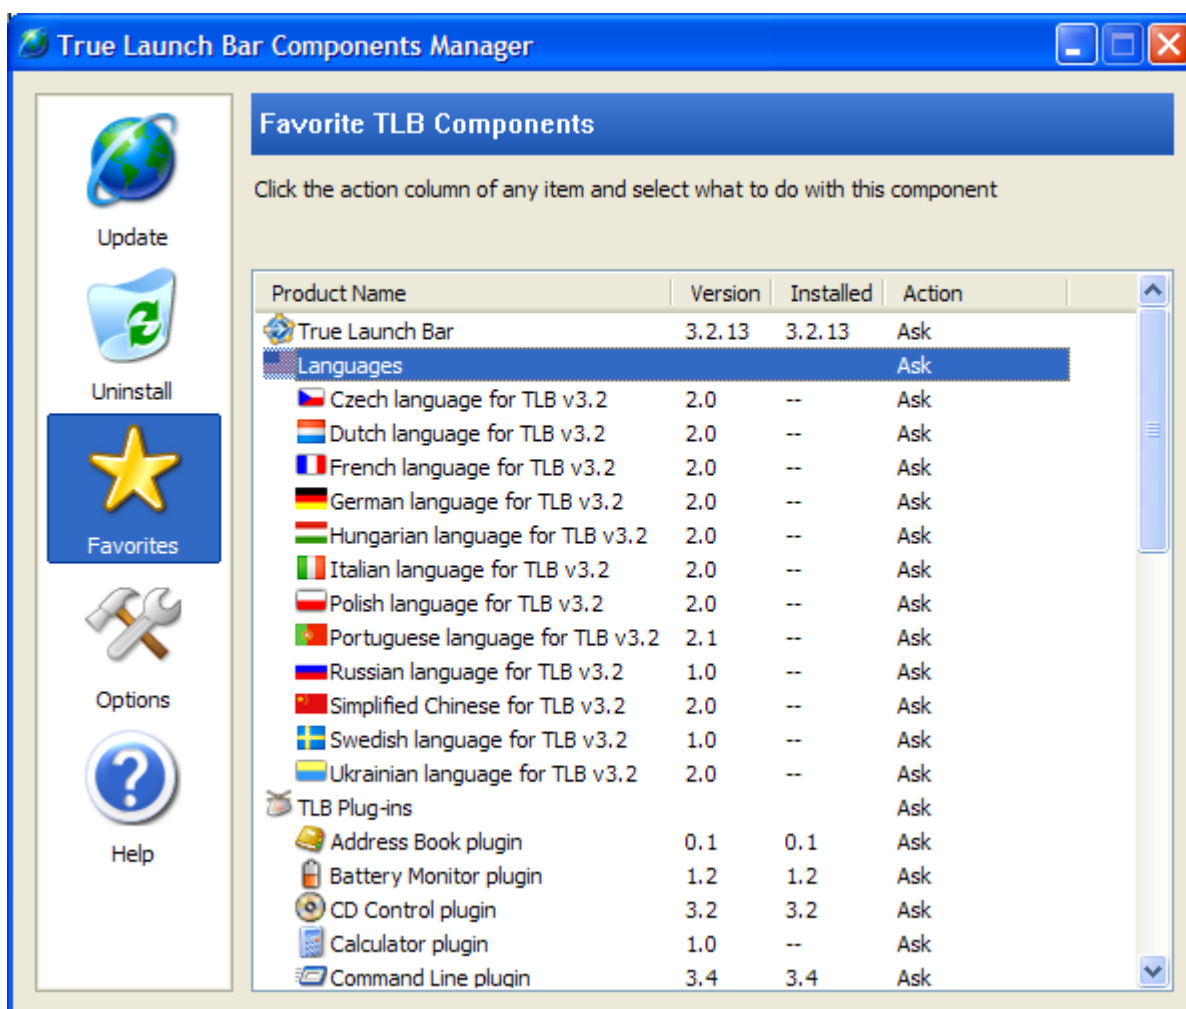 True Launch Bar Components Manager
Favorite TLB Components
Click the action column of any item and select what to do with this component
Update
Uninstall
Favorites
Options
Help
Product Name Version Installed Action
True Launch Bar 3.2.13 3.2.13 Ask
Languages Ask
Czech language for TLB v3.2 2.0 -- Ask
Dutch language for TLB v3.2 2.0 -- Ask
French language for TLB v3.2 2.0 -- Ask
German language for TLB v3.2 2.0 -- Ask
Hungarian language for TLB v3.2 2.0 -- Ask
Italian language for TLB v3.2 2.0 -- Ask
Polish language for TLB v3.2 2.0 -- Ask
Portuguese language for TLB v3.2 2.1 -- Ask
Russian language for TLB v3.2 1.0 -- Ask
Simplified Chinese for TLB v3.2 2.0 -- Ask
Swedish language for TLB v3.2 1.0 -- Ask
Ukrainian language for TLB v3.2 2.0 -- Ask
TLB Plug-ins Ask
Address Book plugin 0.1 0.1 Ask
Battery Monitor plugin 1.2 1.2 Ask
CD Control plugin 3.2 3.2 Ask
Calculator plugin 1.0 -- Ask
Command Line plugin 3.4 3.4 Ask